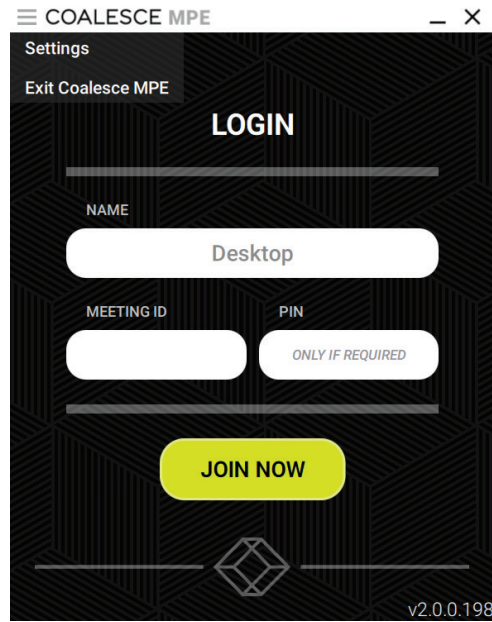 COALESCE MPE
Settings
Exit Coalesce MPE
LOGIN
NAME
Desktop
MEETING ID PIN
ONLY IF REQUIRED
JOIN NOW
v2.0.0.198